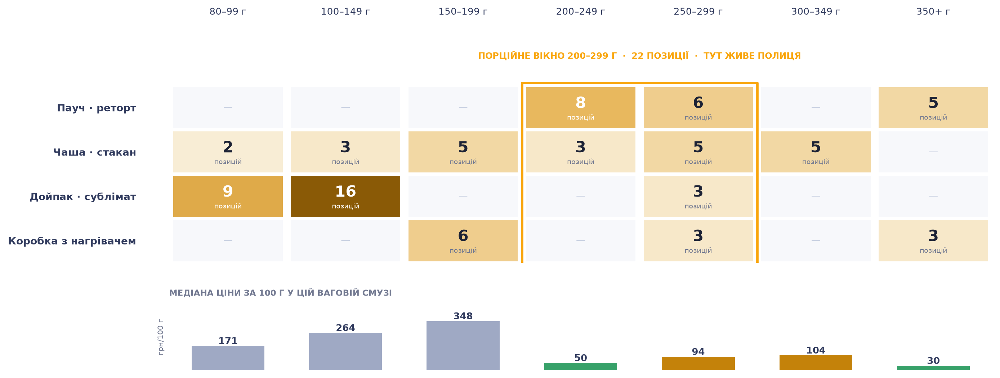 80–99 г 100–149 г 150–199 г 200–249 г 250–299 г 300–349 г 350+ г
ПОРЦІЙНЕ ВІКНО 200–299 Г · 22 ПОЗИЦІЇ · ТУТ ЖИВЕ ПОЛИЦЯ
Пауч · реторт — — — 8 6 — 5
позицій позицій позицій
Чаша · стакан 2 3 5 3 5 5 —
позицій позицій позицій позицій позицій позицій
Дойпак · сублімат 9 16 — — 3 — —
позицій позицій позицій
Коробка з нагрівачем — — 6 — 3 — 3
позицій позицій позицій
МЕДІАНА ЦІНИ ЗА 100 Г У ЦІЙ ВАГОВІЙ СМУЗІ
грн/100 г
171 264 348 50 94 104 30